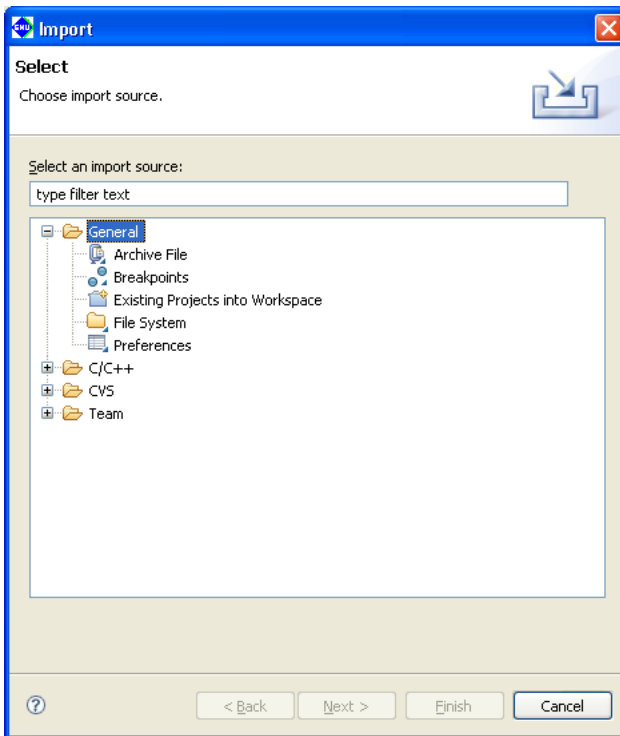 GNU Import
Select
Choose import source.
Select an import source:
type filter text
General
Archive File
Breakpoints
Existing Projects into Workspace
File System
Preferences
C/C++
CVS
Team
? < Back Next > Finish Cancel